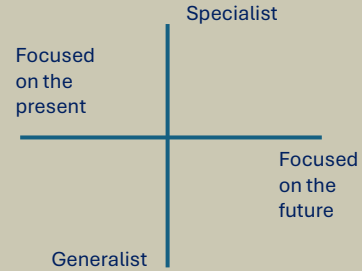 Specialist
Focused
on the
present
Focused
on the
future
Generalist